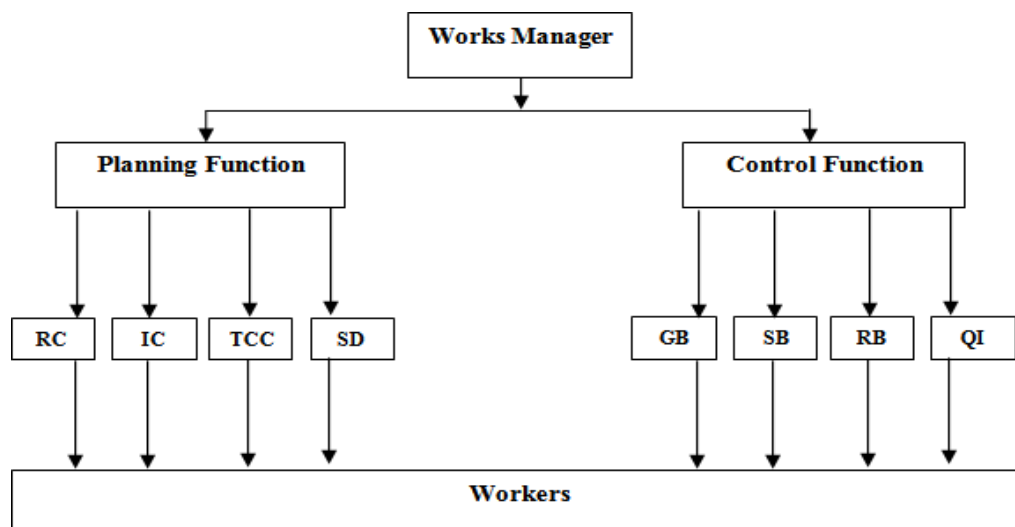 Works Manager
Planning Function
Control Function
RC
IC
TCC
SD
GB
SB
RB
QI
Workers